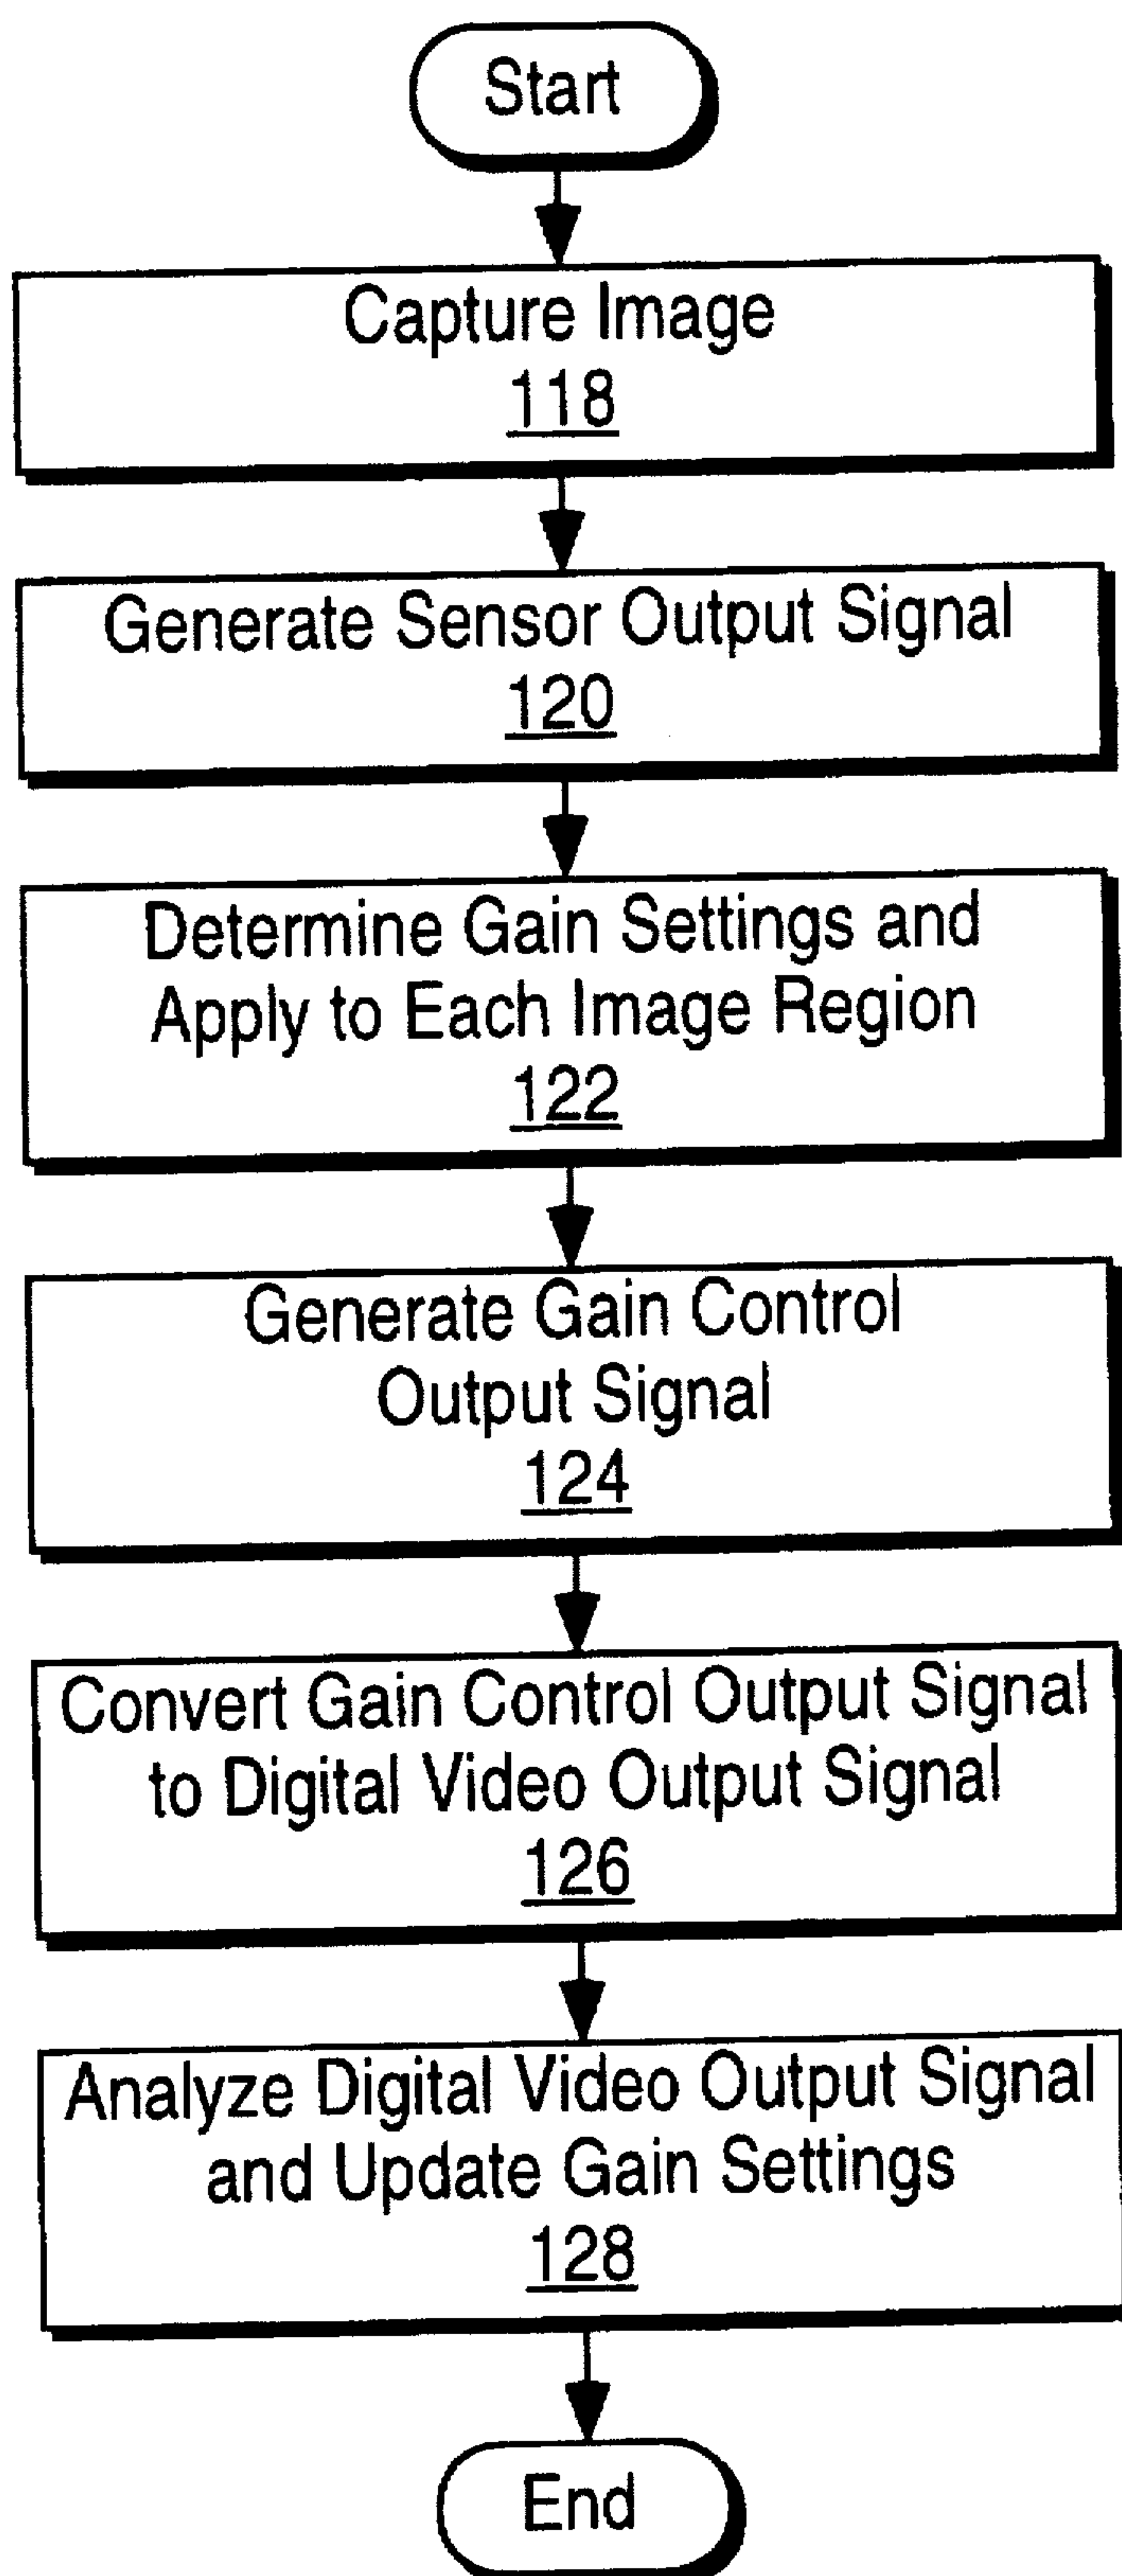 Start
Capture Image
118
Generate Sensor Output Signal
120
Determine Gain Settings and
Apply to Each Image Region
122
Generate Gain Control
Output Signal
124
Convert Gain Control Output Signal
to Digital Video Output Signal
126
Analyze Digital Video Output Signal
and Update Gain Settings
128
End